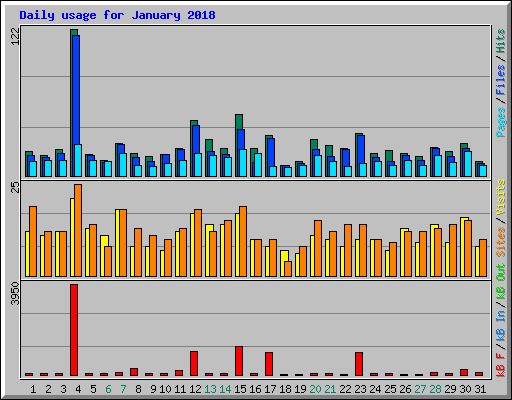 Daily usage for January 2018
122
Pages / Files / Hits
25
Sites / Visits
3950
kB F / kB In / kB Out
1 2 3 4 5 6 7 8 9 10 11 12 13 14 15 16 17 18 19 20 21 22 23 24 25 26 27 28 29 30 31